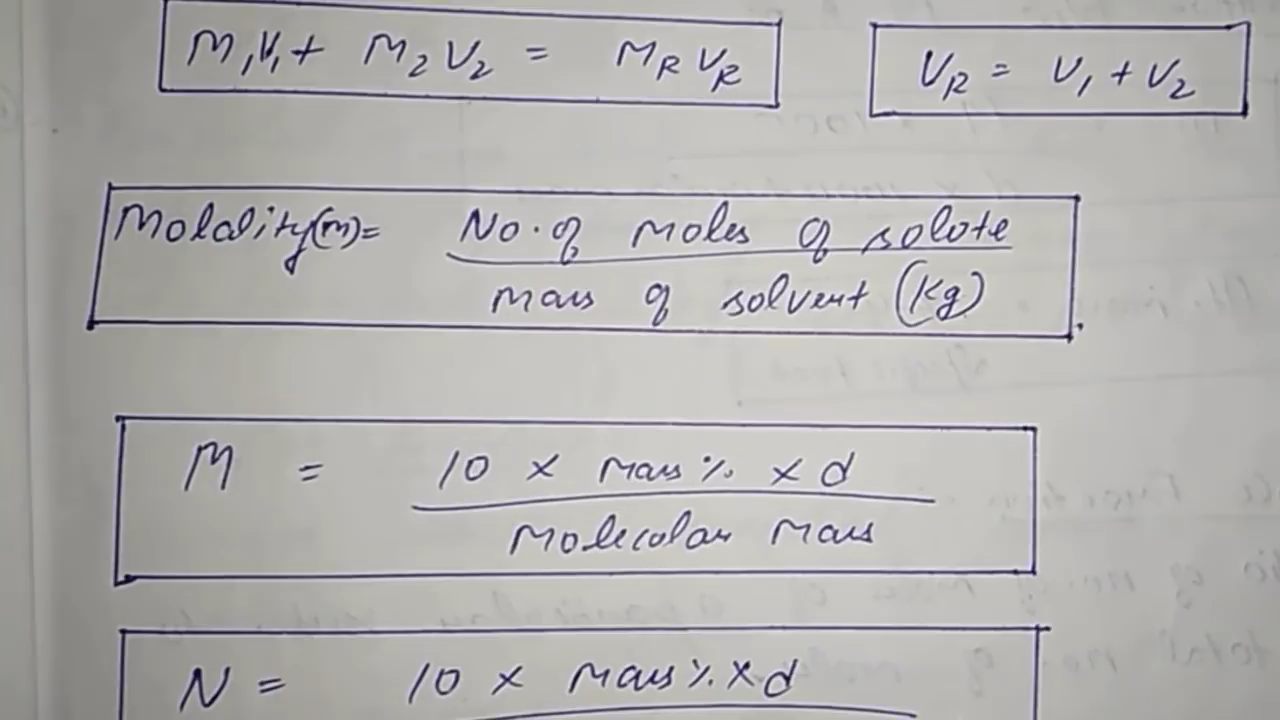 M₁V₁ + M₂V₂ = MRVR
VR = V₁ + V₂
Molality(m) = No. of moles of solute
mass of solvent (Kg)
M = 10 x mass % x d
Molecular mass
N = 10 x mass % x d